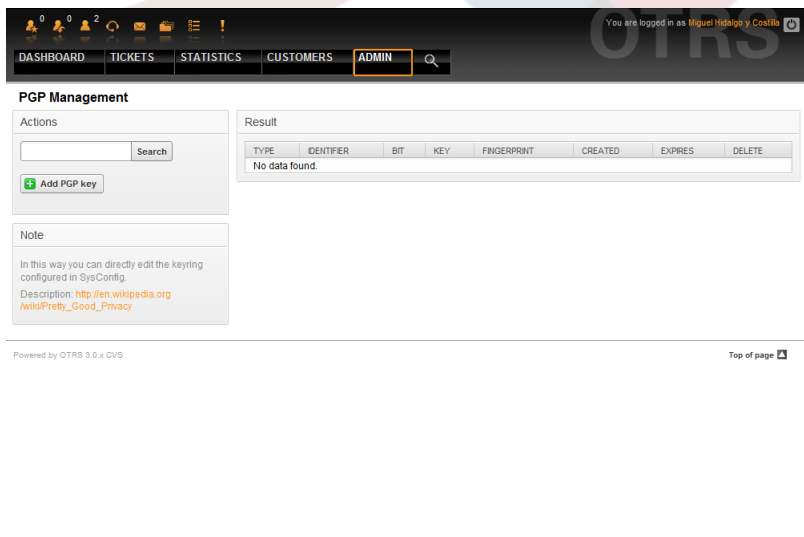 0 0 2 !
You are logged in as Miguel Hidalgo y Costilla
OTRS
DASHBOARD TICKETS STATISTICS CUSTOMERS ADMIN
PGP Management
Actions
Search
Add PGP key
Note
In this way you can directly edit the keyring
configured in SysConfig.
Description: http://en.wikipedia.org
/wiki/Pretty_Good_Privacy
Result
TYPE IDENTIFIER BIT KEY FINGERPRINT CREATED EXPIRES DELETE
No data found.
Powered by OTRS 3.0.x CVS
Top of page